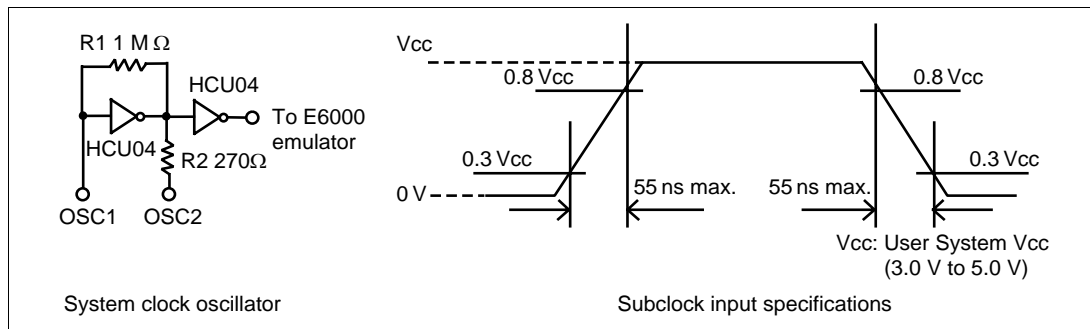 R1 1 M Ω
HCU04
HCU04
To E6000
emulator
R2 270Ω
OSC1
OSC2
System clock oscillator
Vcc
0.8 Vcc
0.8 Vcc
0.3 Vcc
0.3 Vcc
0 V
55 ns max.
55 ns max.
Vcc: User System Vcc
(3.0 V to 5.0 V)
Subclock input specifications